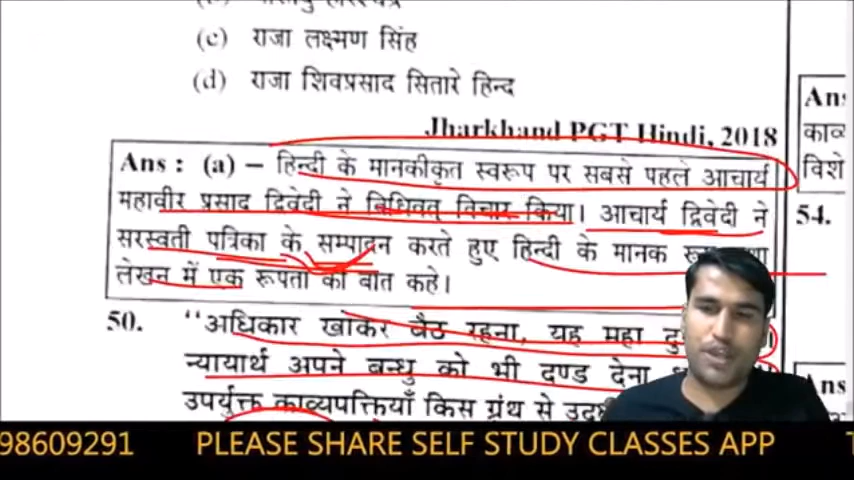 (c) राजा लक्ष्मण सिंह
(d) राजा शिवप्रसाद सितारे हिन्द
Jharkhand PGT Hindi, 2018
Ans : (a) – हिन्दी के मानकीकृत स्वरूप पर सबसे पहले आचार्य
महावीर प्रसाद द्विवेदी ने विधिवत् विचार किया। आचार्य द्विवेदी ने
सरस्वती पत्रिका के सम्पादन करते हुए हिन्दी के मानक
लेखन में एक रूपता की बात कहे।
50. “अधिकार खोकर बैठ रहना, यह महा
न्यायार्थ अपने बन्धु को भी दण्ड देना
उपर्युक्त काव्यपक्तियाँ किस ग्रंथ से
Ans
काव
विशे
54.
Ans
98609291 PLEASE SHARE SELF STUDY CLASSES APP